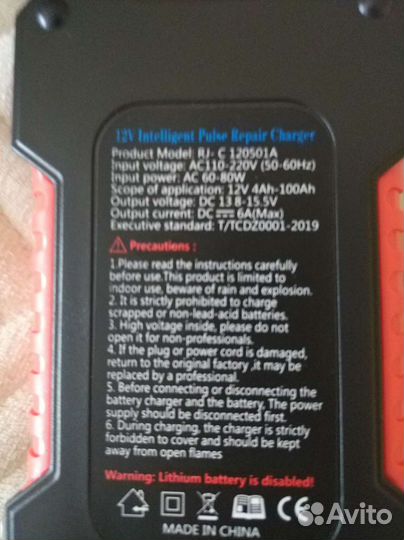 12V Intelligent Pulse Repair Charger
Product Model: RJ- C 120501A
Input voltage: AC110-220V (50-60Hz)
Input power: AC 60-80W
Scope of application: 12V 4Ah-100Ah
Output voltage: DC 13.8-15.5V
Output current: DC 6A(Max)
Executive standard: T/TCDZ0001-2019
Precautions :
1.Please read the instructions carefully
before use.This product is limited to
indoor use, beware of rain and explosion.
2. It is strictly prohibited to charge
scrapped or non-lead-acid batteries.
3. High voltage inside, please do not
open it for non-professionals.
4. If the plug or power cord is damaged,
return to the original factory ,it may be
replaced by a professional.
5. Before connecting or disconnecting the
battery charger and the battery, The power
supply should be disconnected first.
6. During charging, the charger is strictly
forbidden to cover and should be kept
away from open flames
Warning: Lithium battery is disabled!
CE
MADE IN CHINA
Avito